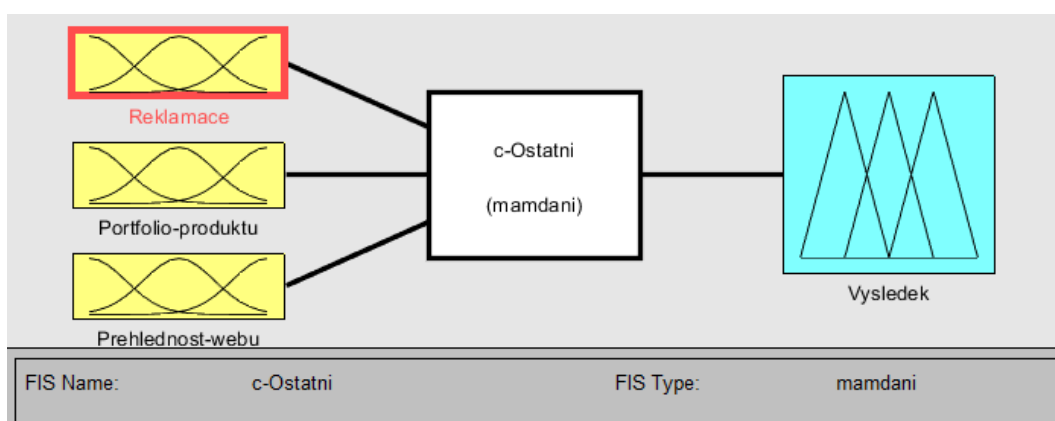 Reklamace
Portfolio-produktu
Prehlednost-webu
c-Ostatni
(mamdani)
Vysledek
FIS Name: c-Ostatni FIS Type: mamdani